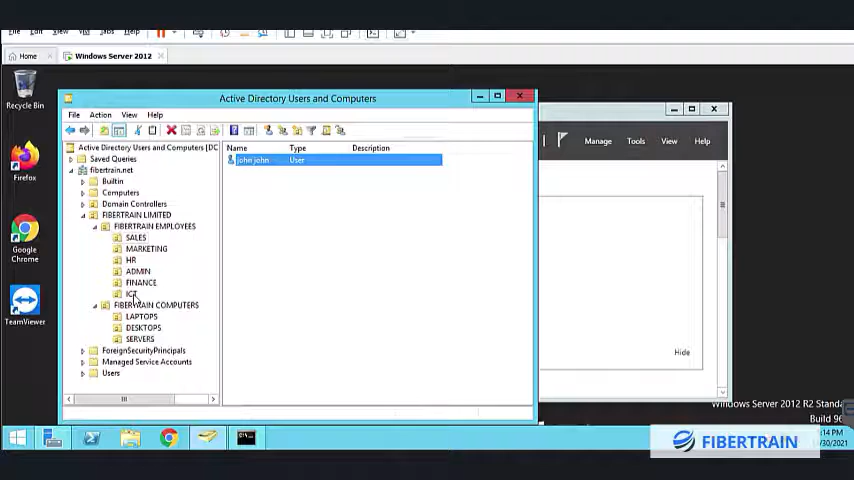 File Edit View VM Tabs Help
Home
Windows Server 2012
Recycle Bin
Firefox
Google
Chrome
TeamViewer
Active Directory Users and Computers
File Action View Help
Active Directory Users and Computers [DC
Saved Queries
fibertrain.net
Builtin
Computers
Domain Controllers
FIBERTRAIN LIMITED
FIBERTRAIN EMPLOYEES
SALES
MARKETING
HR
ADMIN
FINANCE
ICT
FIBERTRAIN COMPUTERS
LAPTOPS
DESKTOPS
SERVERS
ForeignSecurityPrincipals
Managed Service Accounts
Users
Name Type Description
john john User
Manage Tools View Help
Hide
Windows Server 2012 R2 Standa
Build 96
:14 PM
/30/2021
FIBERTRAIN